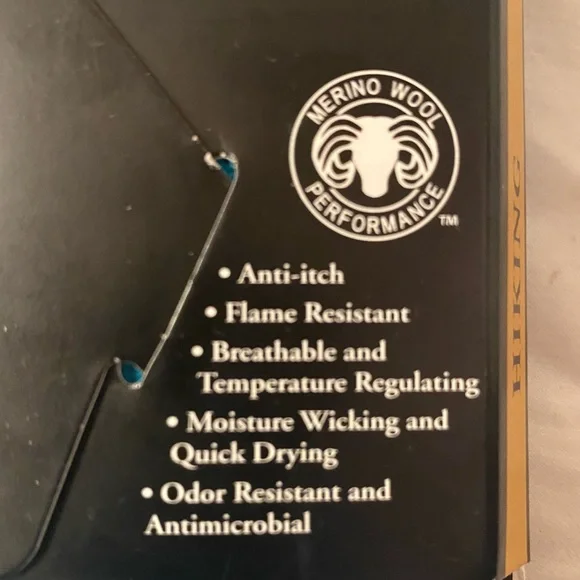 MERINO WOOL
PERFORMANCE
TM
• Anti-itch
• Flame Resistant
• Breathable and
Temperature Regulating
• Moisture Wicking and
Quick Drying
• Odor Resistant and
Antimicrobial
HIKING